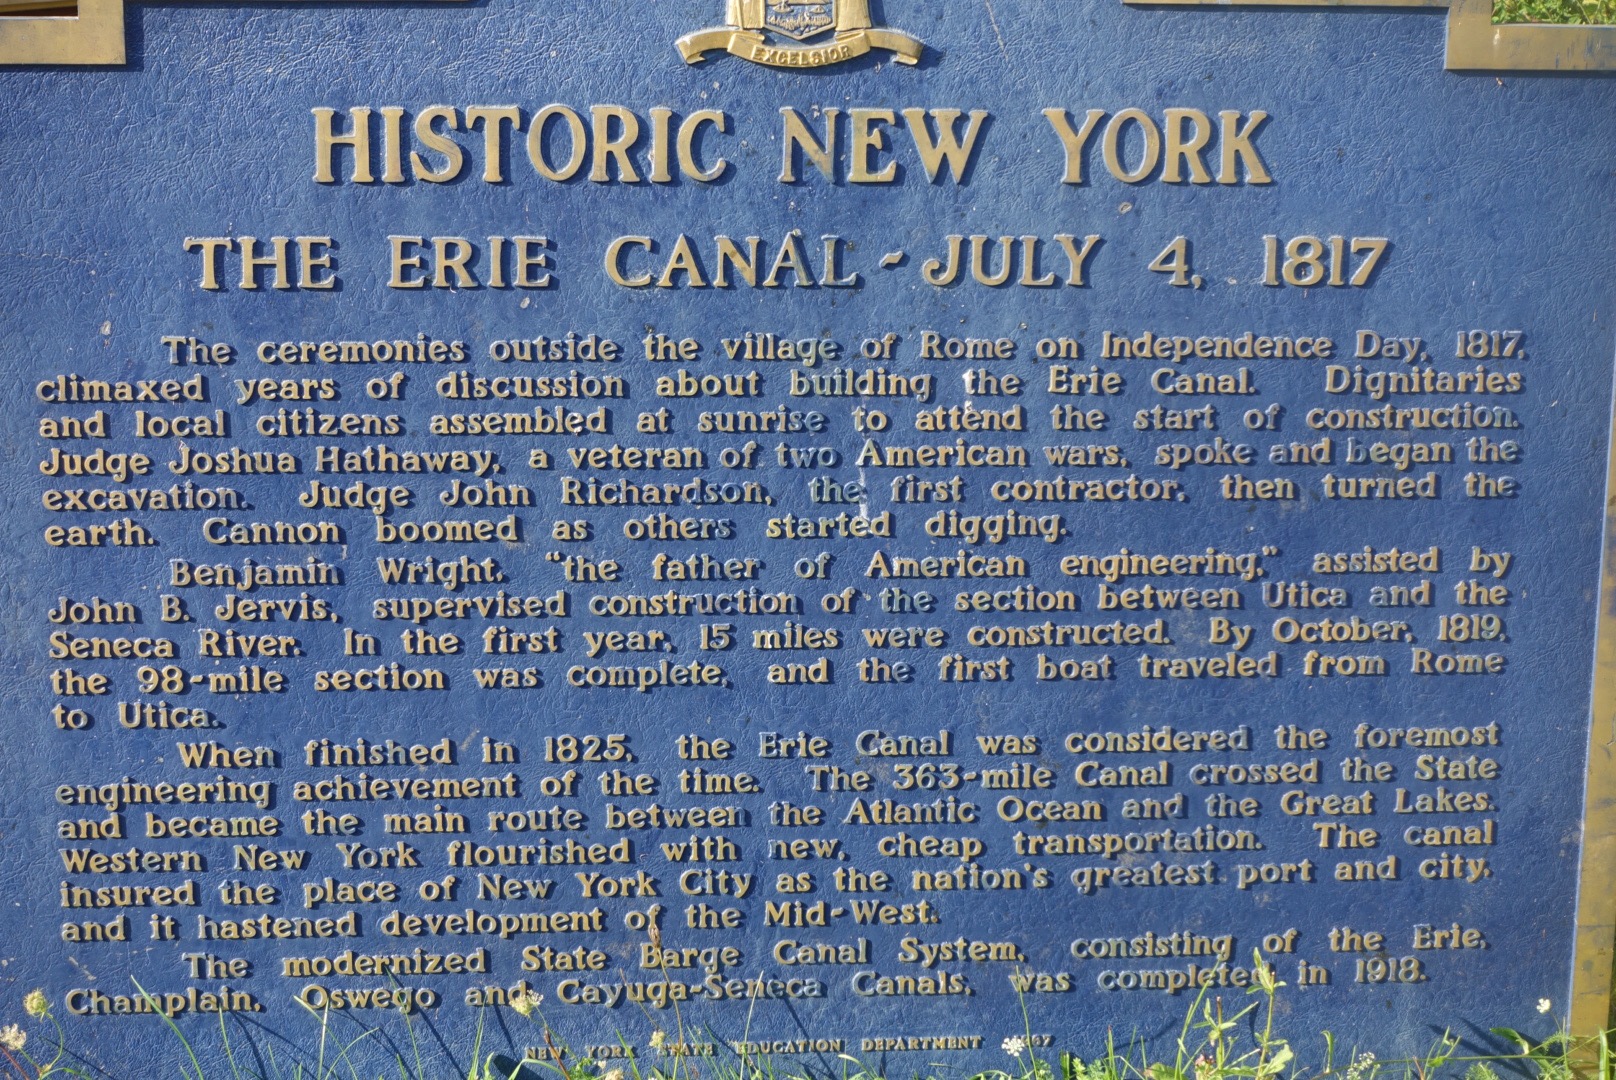 EXCELSIOR
HISTORIC NEW YORK
THE ERIE CANAL - JULY 4, 1817
The ceremonies outside the village of Rome on Independence Day, 1817,
climaxed years of discussion about building the Erie Canal. Dignitaries
and local citizens assembled at sunrise to attend the start of construction.
Judge Joshua Hathaway, a veteran of two American wars, spoke and began the
excavation. Judge John Richardson, the first contractor, then turned the
earth. Cannon boomed as others started digging.
Benjamin Wright, "the father of American engineering," assisted by
John B. Jervis, supervised construction of the section between Utica and the
Seneca River. In the first year, 15 miles were constructed. By October, 1819,
the 98-mile section was complete, and the first boat traveled from Rome
to Utica.
When finished in 1825, the Erie Canal was considered the foremost
engineering achievement of the time. The 363-mile Canal crossed the State
and became the main route between the Atlantic Ocean and the Great Lakes.
Western New York flourished with new, cheap transportation. The canal
insured the place of New York City as the nation's greatest port and city,
and it hastened development of the Mid-West.
The modernized State Barge Canal System, consisting of the Erie,
Champlain, Oswego and Cayuga-Seneca Canals, was completed in 1918.
NEW YORK STATE EDUCATION DEPARTMENT